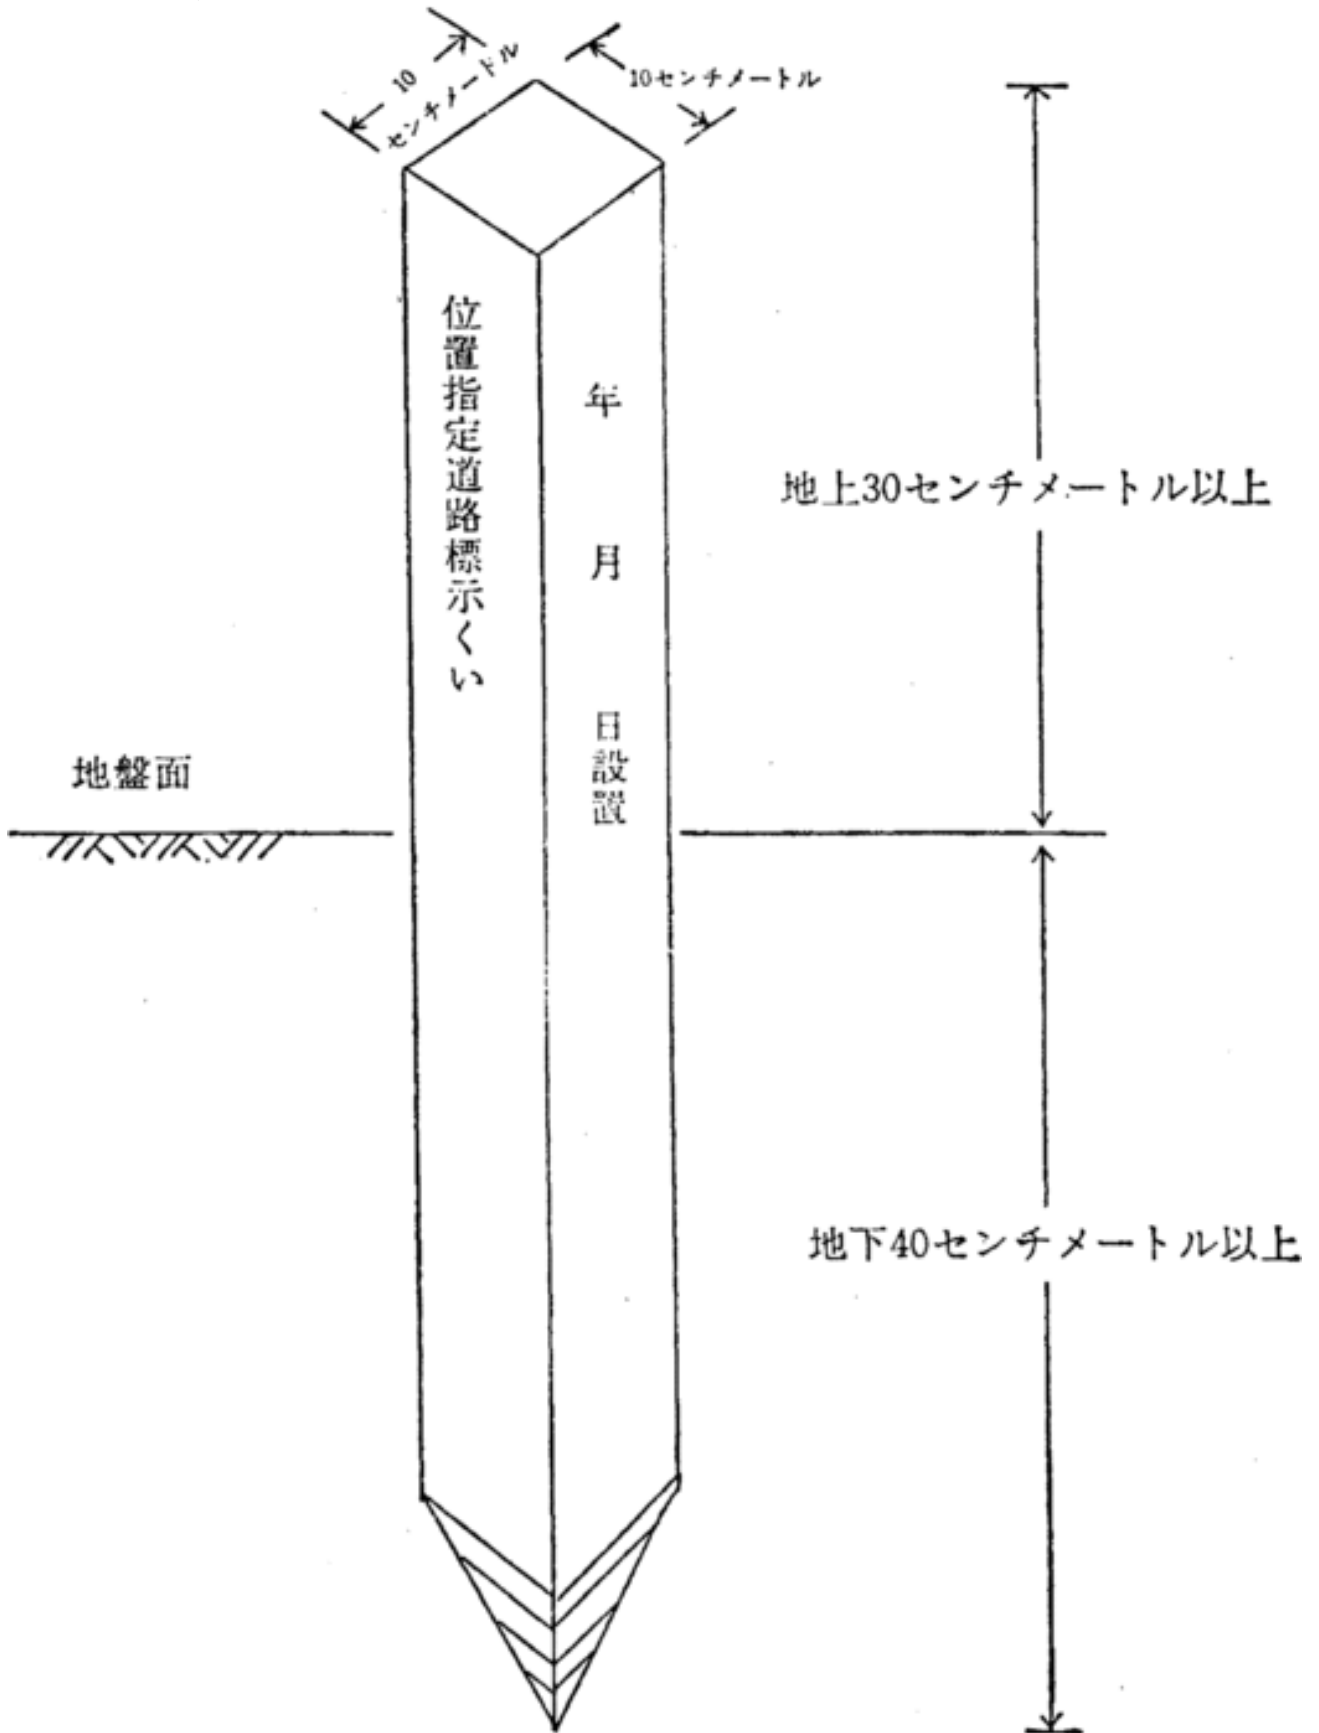 10
センチメートル
10センチメートル
位置指定道路標示くい
年　月　日設置
地上30センチメートル以上
地盤面
地下40センチメートル以上